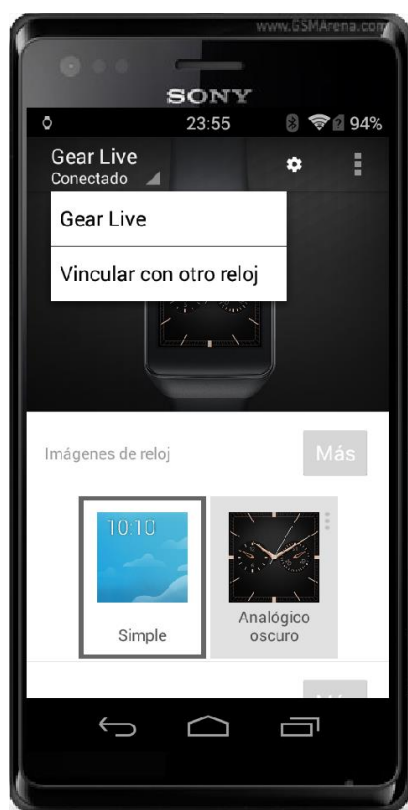 www.GSMArena.com
SONY
23:55
94%
Gear Live
Conectado
Gear Live
Vincular con otro reloj
Imágenes de reloj
Más
10:10
Simple
Analógico
oscuro